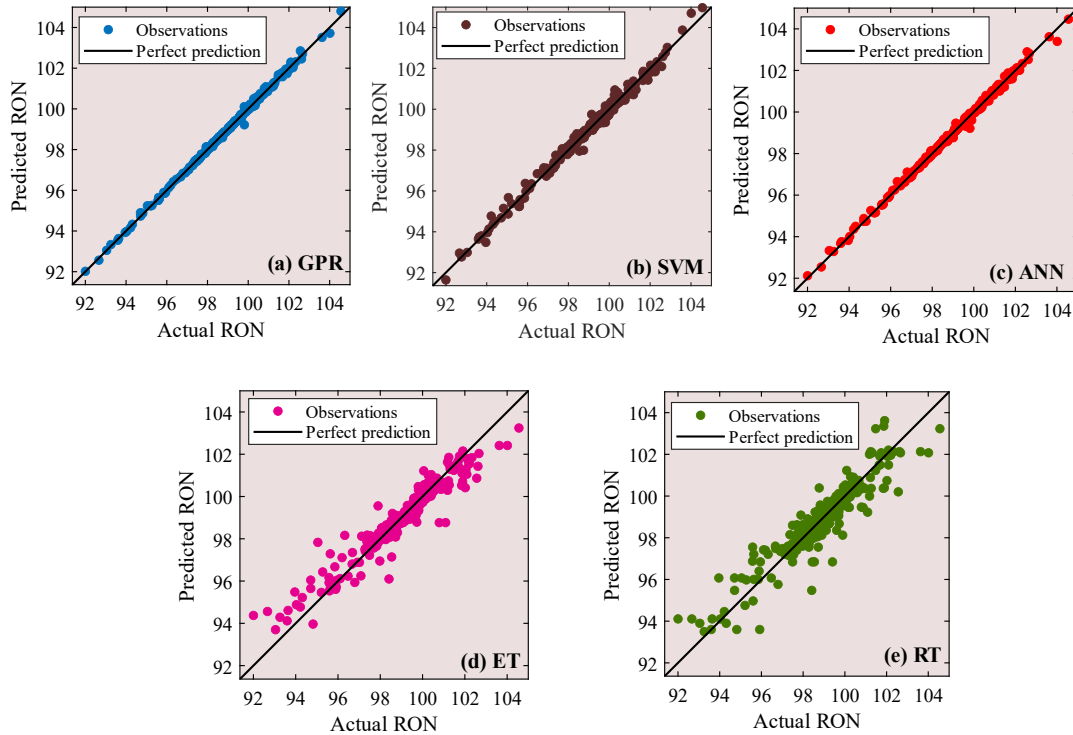 Observations
Perfect prediction
104
102
100
98
96
94
92
Predicted RON
(a) GPR
92 94 96 98 100 102 104
Actual RON
Observations
Perfect prediction
104
102
100
98
96
94
92
Predicted RON
(b) SVM
92 94 96 98 100 102 104
Actual RON
Observations
Perfect prediction
104
102
100
98
96
94
92
Predicted RON
(c) ANN
92 94 96 98 100 102 104
Actual RON
Observations
Perfect prediction
104
102
100
98
96
94
92
Predicted RON
(d) ET
92 94 96 98 100 102 104
Actual RON
Observations
Perfect prediction
104
102
100
98
96
94
92
Predicted RON
(e) RT
92 94 96 98 100 102 104
Actual RON